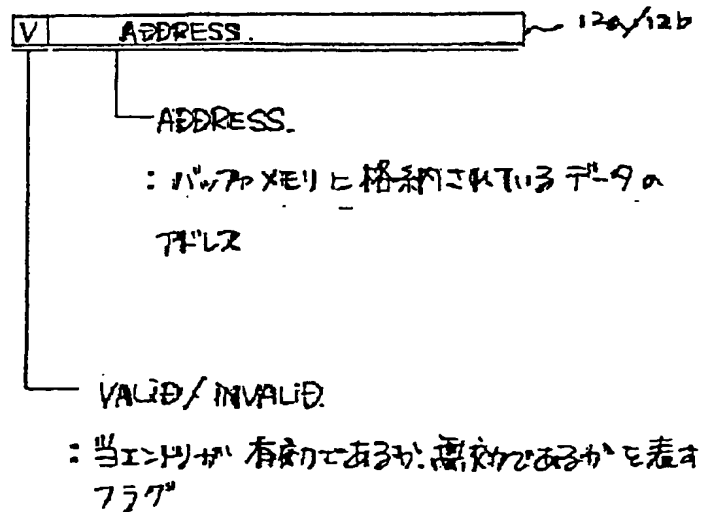 V ADDRESS. 12a/12b
ADDRESS.
: バッファメモリに格納されているデータの
アドレス
VALID/INVALID.
: 当エントリが有効であるか、無効であるかを表す
フラグ